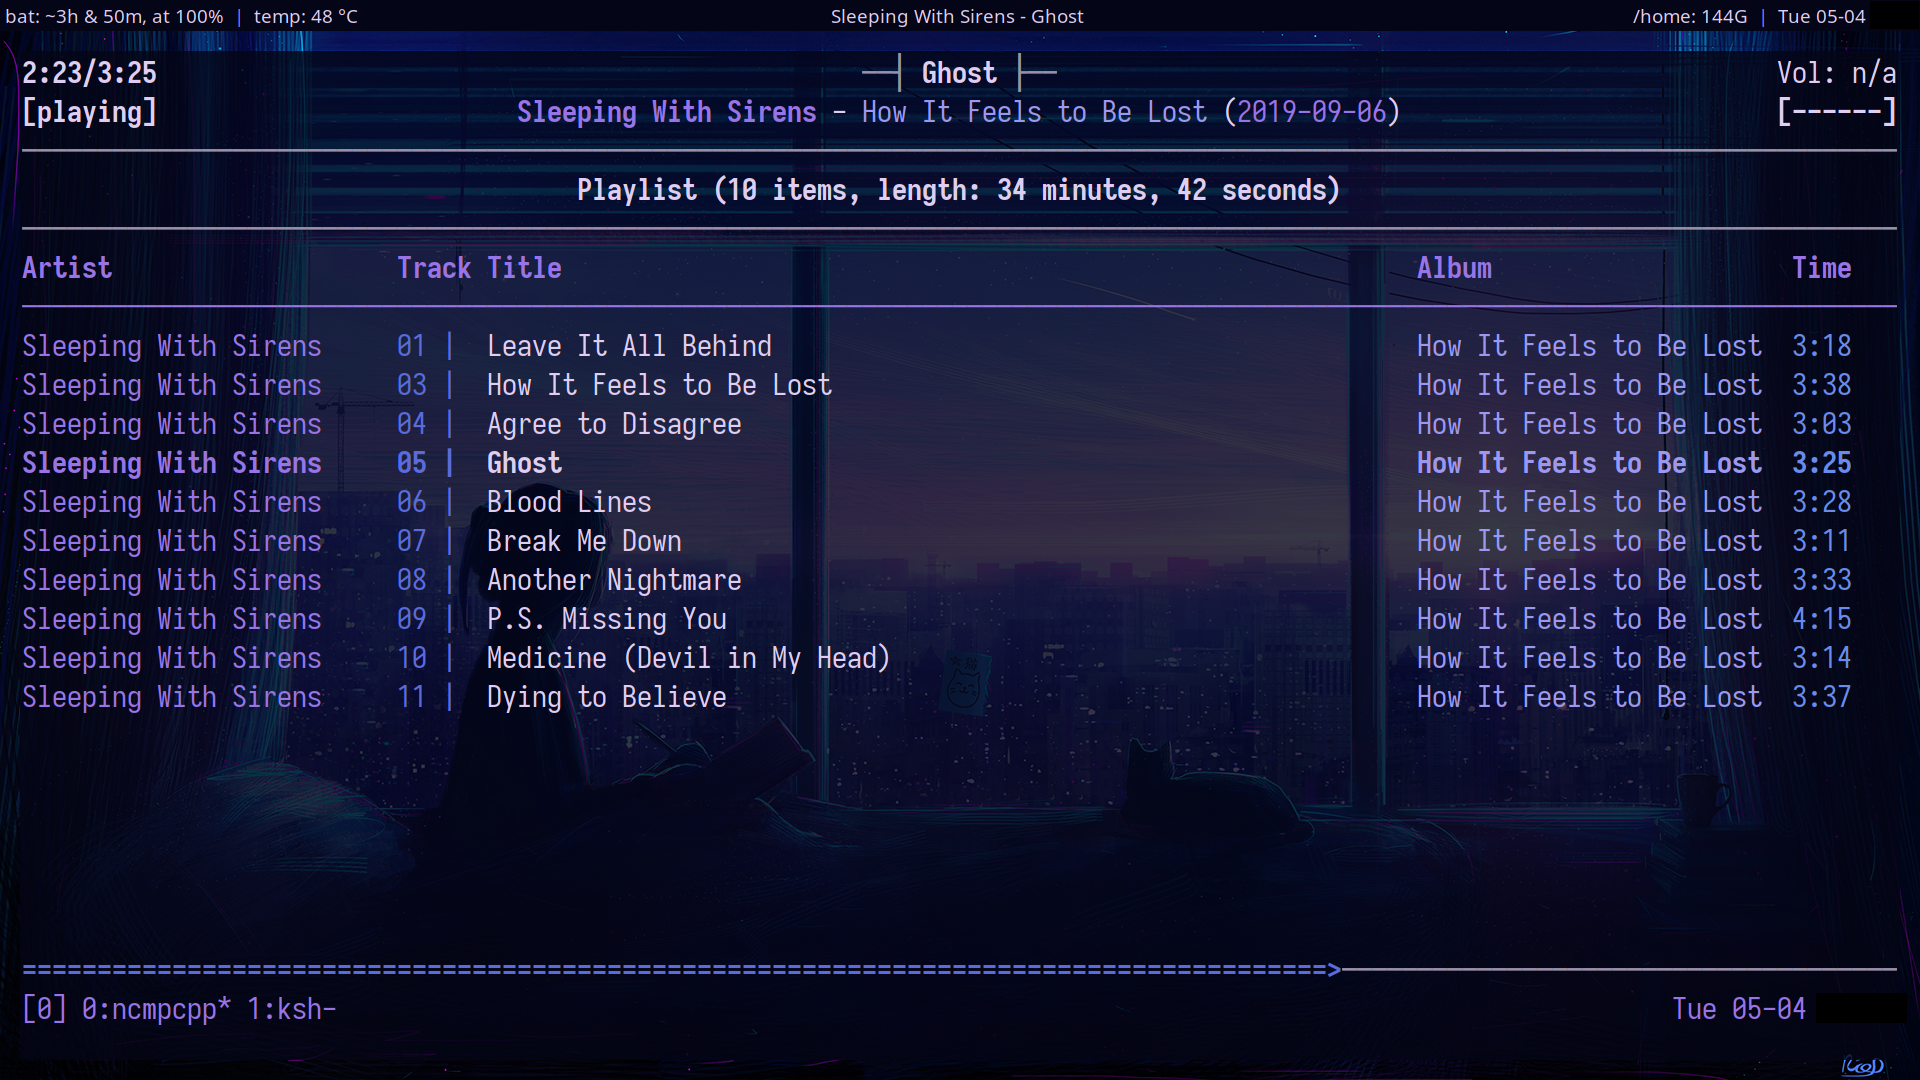 bat: ~3h & 50m, at 100% | temp: 48 °C Sleeping With Sirens - Ghost /home: 144G | Tue 05-04
2:23/3:25 ──┤ Ghost ├── Vol: n/a
[playing] Sleeping With Sirens - How It Feels to Be Lost (2019-09-06) [------]
Playlist (10 items, length: 34 minutes, 42 seconds)
Artist Track Title Album Time
Sleeping With Sirens 01 | Leave It All Behind How It Feels to Be Lost 3:18
Sleeping With Sirens 03 | How It Feels to Be Lost How It Feels to Be Lost 3:38
Sleeping With Sirens 04 | Agree to Disagree How It Feels to Be Lost 3:03
Sleeping With Sirens 05 | Ghost How It Feels to Be Lost 3:25
Sleeping With Sirens 06 | Blood Lines How It Feels to Be Lost 3:28
Sleeping With Sirens 07 | Break Me Down How It Feels to Be Lost 3:11
Sleeping With Sirens 08 | Another Nightmare How It Feels to Be Lost 3:33
Sleeping With Sirens 09 | P.S. Missing You How It Feels to Be Lost 4:15
Sleeping With Sirens 10 | Medicine (Devil in My Head) How It Feels to Be Lost 3:14
Sleeping With Sirens 11 | Dying to Believe How It Feels to Be Lost 3:37
[0] 0:ncmpcpp* 1:ksh- Tue 05-04